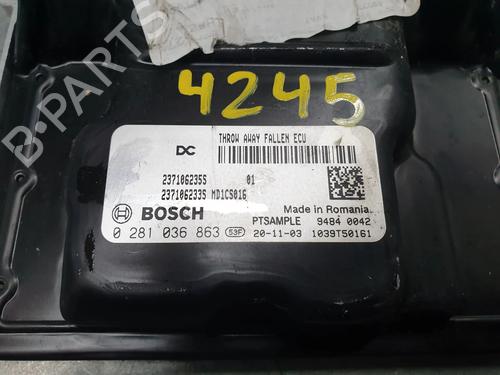 4245
THROW AWAY FALLEN ECU
DC
237106235S 01
237106233S MD1CS016
BOSCH
Made in Romania
PTSAMPLE 9484 0042
0 281 036 863 53F 20-11-03 1039T50161
B-PARTS